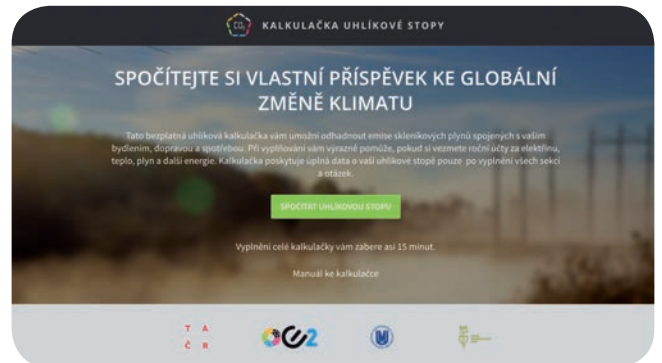 CO₂ KALKULAČKA UHLÍKOVÉ STOPY
SPOČÍTEJTE SI VLASTNÍ PŘÍSPĚVEK KE GLOBÁLNÍ
ZMĚNĚ KLIMATU
Tato bezplatná uhlíková kalkulačka vám umožní odhadnout emise skleníkových plynů spojených s vaším
bydlením, dopravou a spotřebou. Při vyplňování vám výrazně pomůže, pokud si vezmete roční účty za elektřinu,
teplo, plyn a další energie. Kalkulačka poskytuje úplná data o vaší uhlíkové stopě pouze po vyplnění všech sekcí
a otázek.
SPOČÍTAT UHLÍKOVOU STOPU
Vyplnění celé kalkulačky vám zabere asi 15 minut.
Manuál ke kalkulačce
T A
Č R